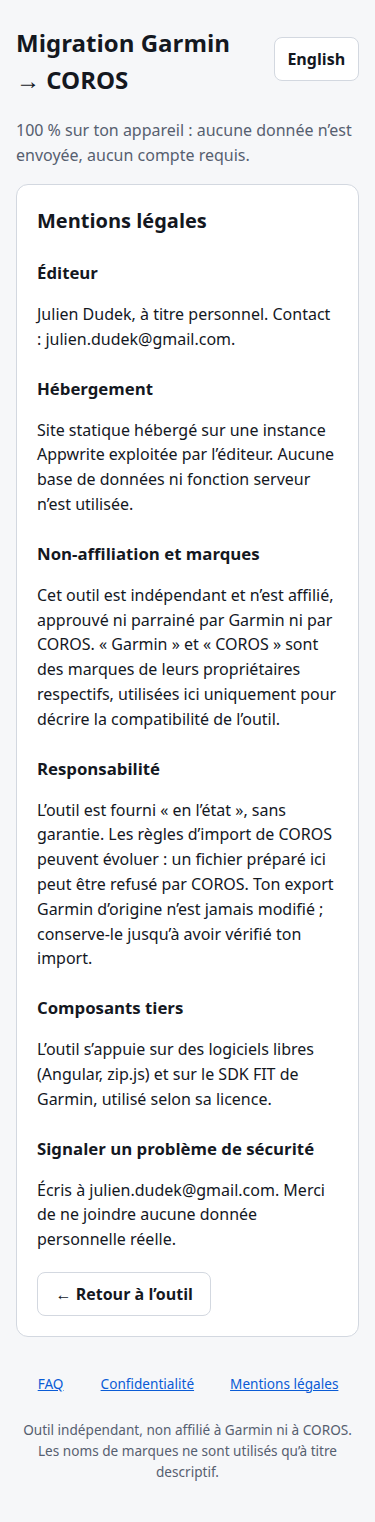 Migration Garmin
→ COROS
English
100 % sur ton appareil : aucune donnée n’est
envoyée, aucun compte requis.
Mentions légales
Éditeur
Julien Dudek, à titre personnel. Contact
: julien.dudek@gmail.com.
Hébergement
Site statique hébergé sur une instance
Appwrite exploitée par l’éditeur. Aucune
base de données ni fonction serveur
n’est utilisée.
Non-affiliation et marques
Cet outil est indépendant et n’est affilié,
approuvé ni parrainé par Garmin ni par
COROS. « Garmin » et « COROS » sont
des marques de leurs propriétaires
respectifs, utilisées ici uniquement pour
décrire la compatibilité de l’outil.
Responsabilité
L’outil est fourni « en l’état », sans
garantie. Les règles d’import de COROS
peuvent évoluer : un fichier préparé ici
peut être refusé par COROS. Ton export
Garmin d’origine n’est jamais modifié ;
conserve-le jusqu’à avoir vérifié ton
import.
Composants tiers
L’outil s’appuie sur des logiciels libres
(Angular, zip.js) et sur le SDK FIT de
Garmin, utilisé selon sa licence.
Signaler un problème de sécurité
Écris à julien.dudek@gmail.com. Merci
de ne joindre aucune donnée
personnelle réelle.
← Retour à l’outil
FAQ Confidentialité Mentions légales
Outil indépendant, non affilié à Garmin ni à COROS.
Les noms de marques ne sont utilisés qu’à titre
descriptif.